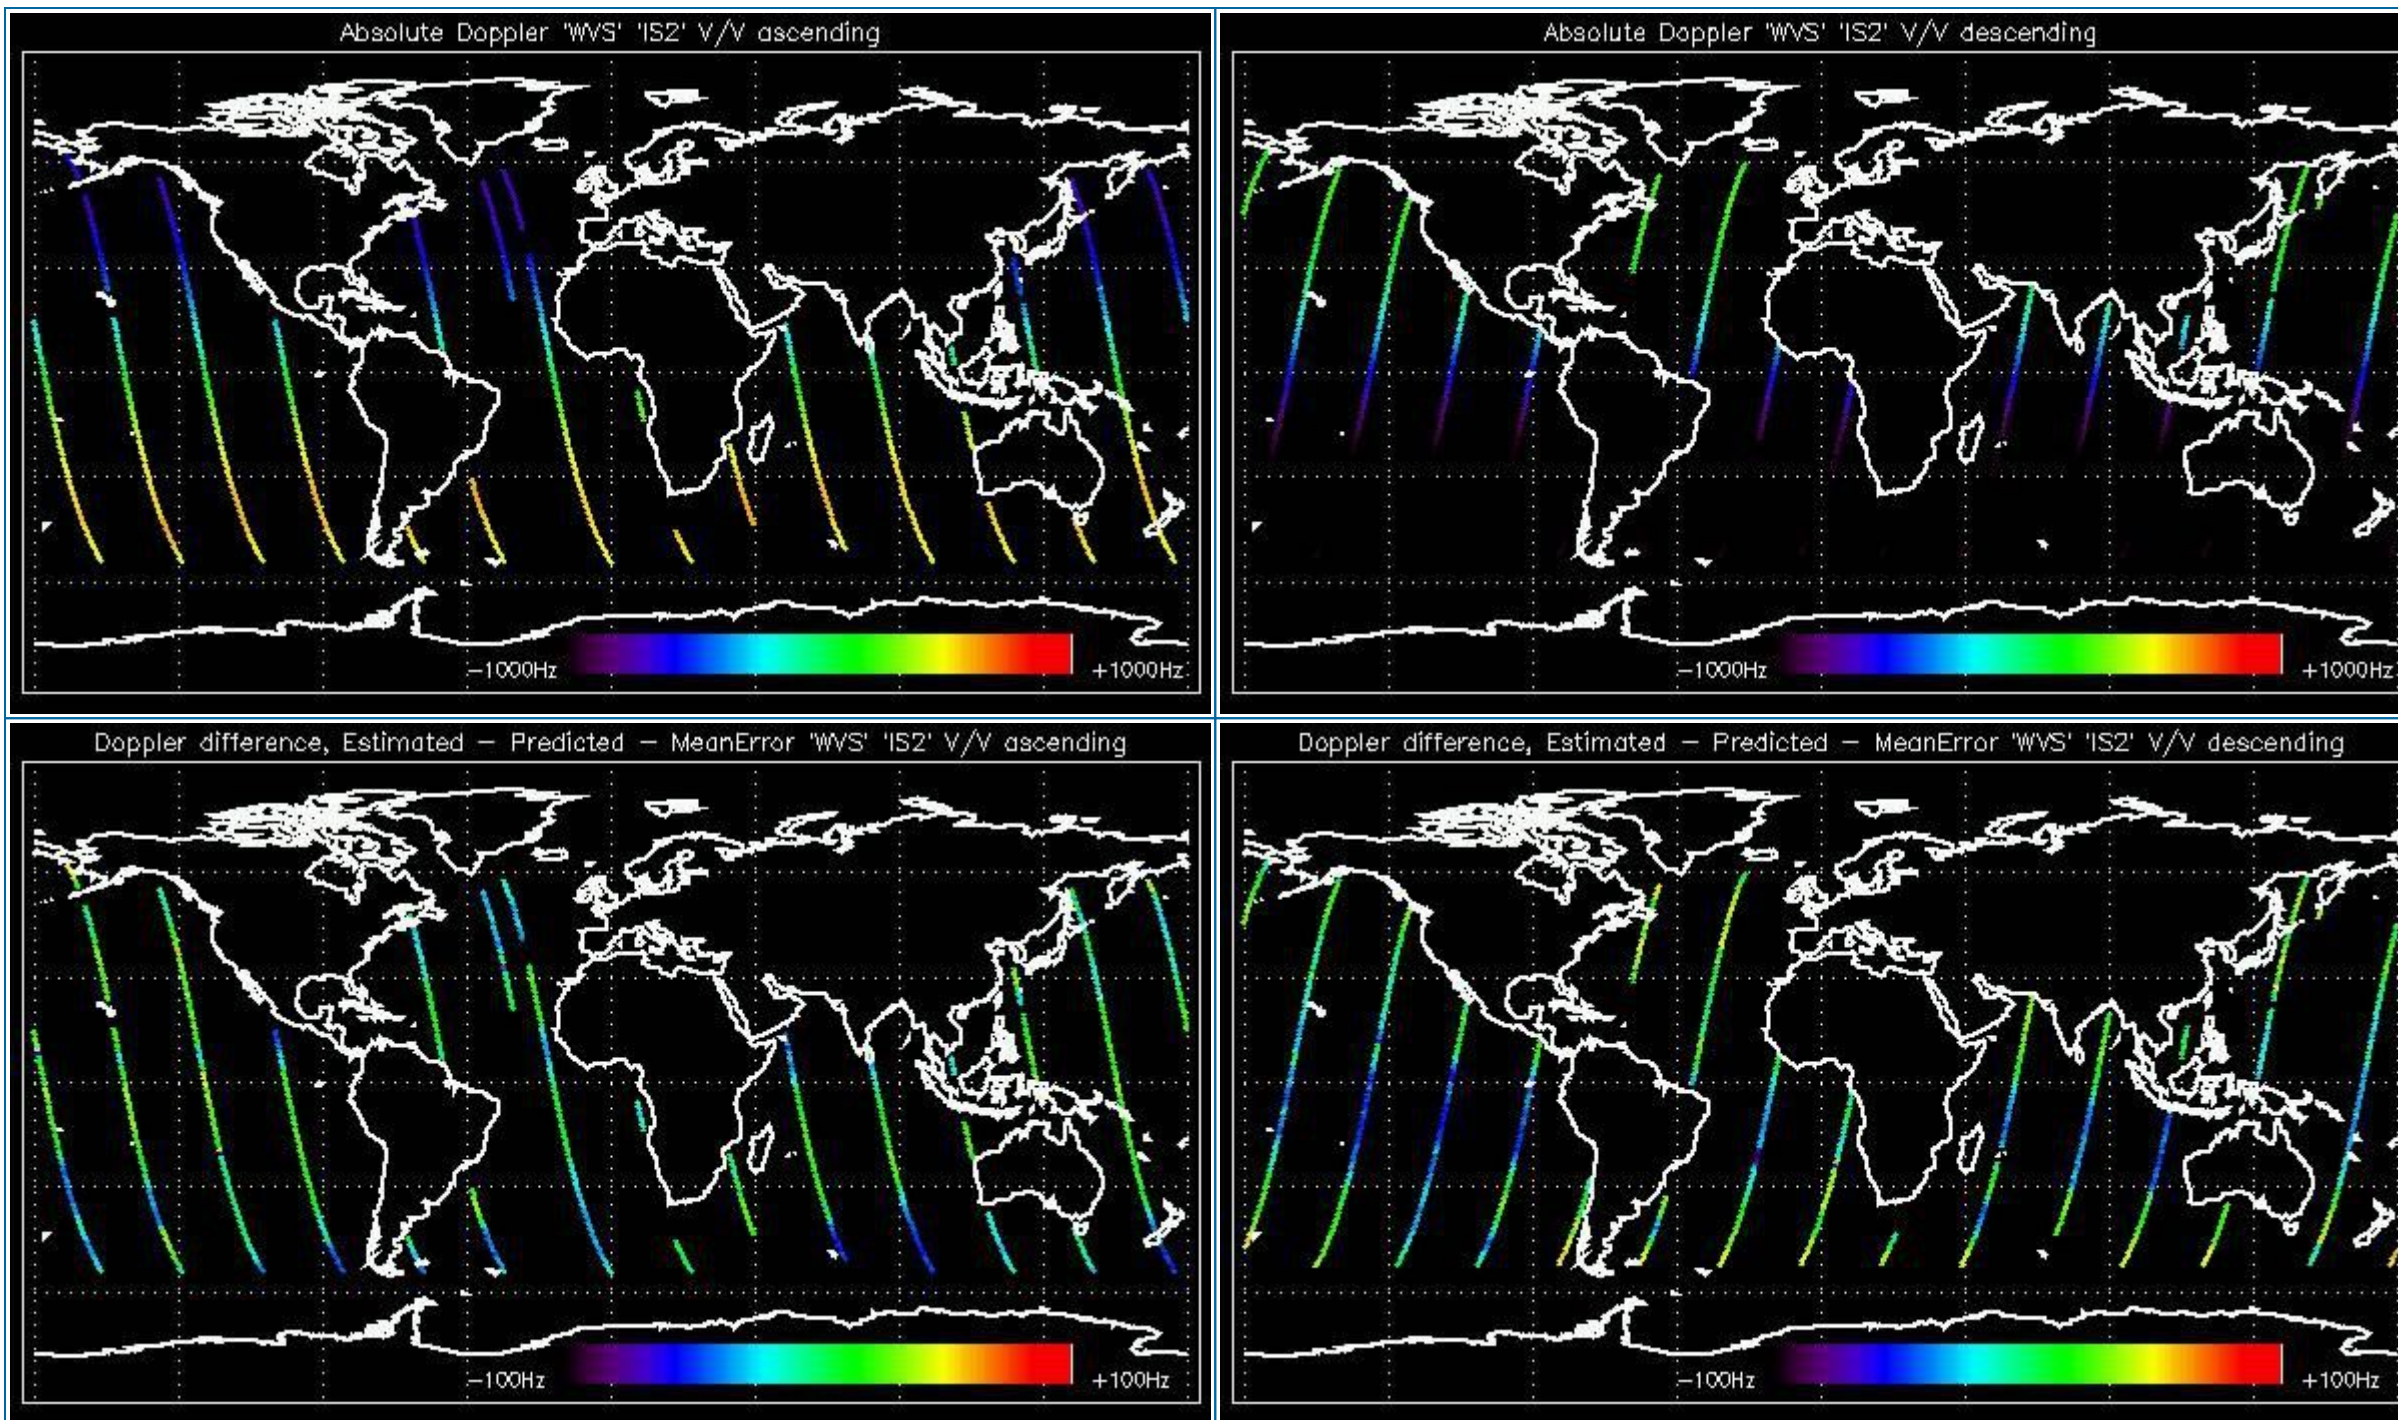 Absolute Doppler 'WVS' 'IS2' V/V ascending
-1000Hz +1000Hz
Absolute Doppler 'WVS' 'IS2' V/V descending
-1000Hz +1000Hz
Doppler difference, Estimated - Predicted - MeanError 'WVS' 'IS2' V/V ascending
-100Hz +100Hz
Doppler difference, Estimated - Predicted - MeanError 'WVS' 'IS2' V/V descending
-100Hz +100Hz